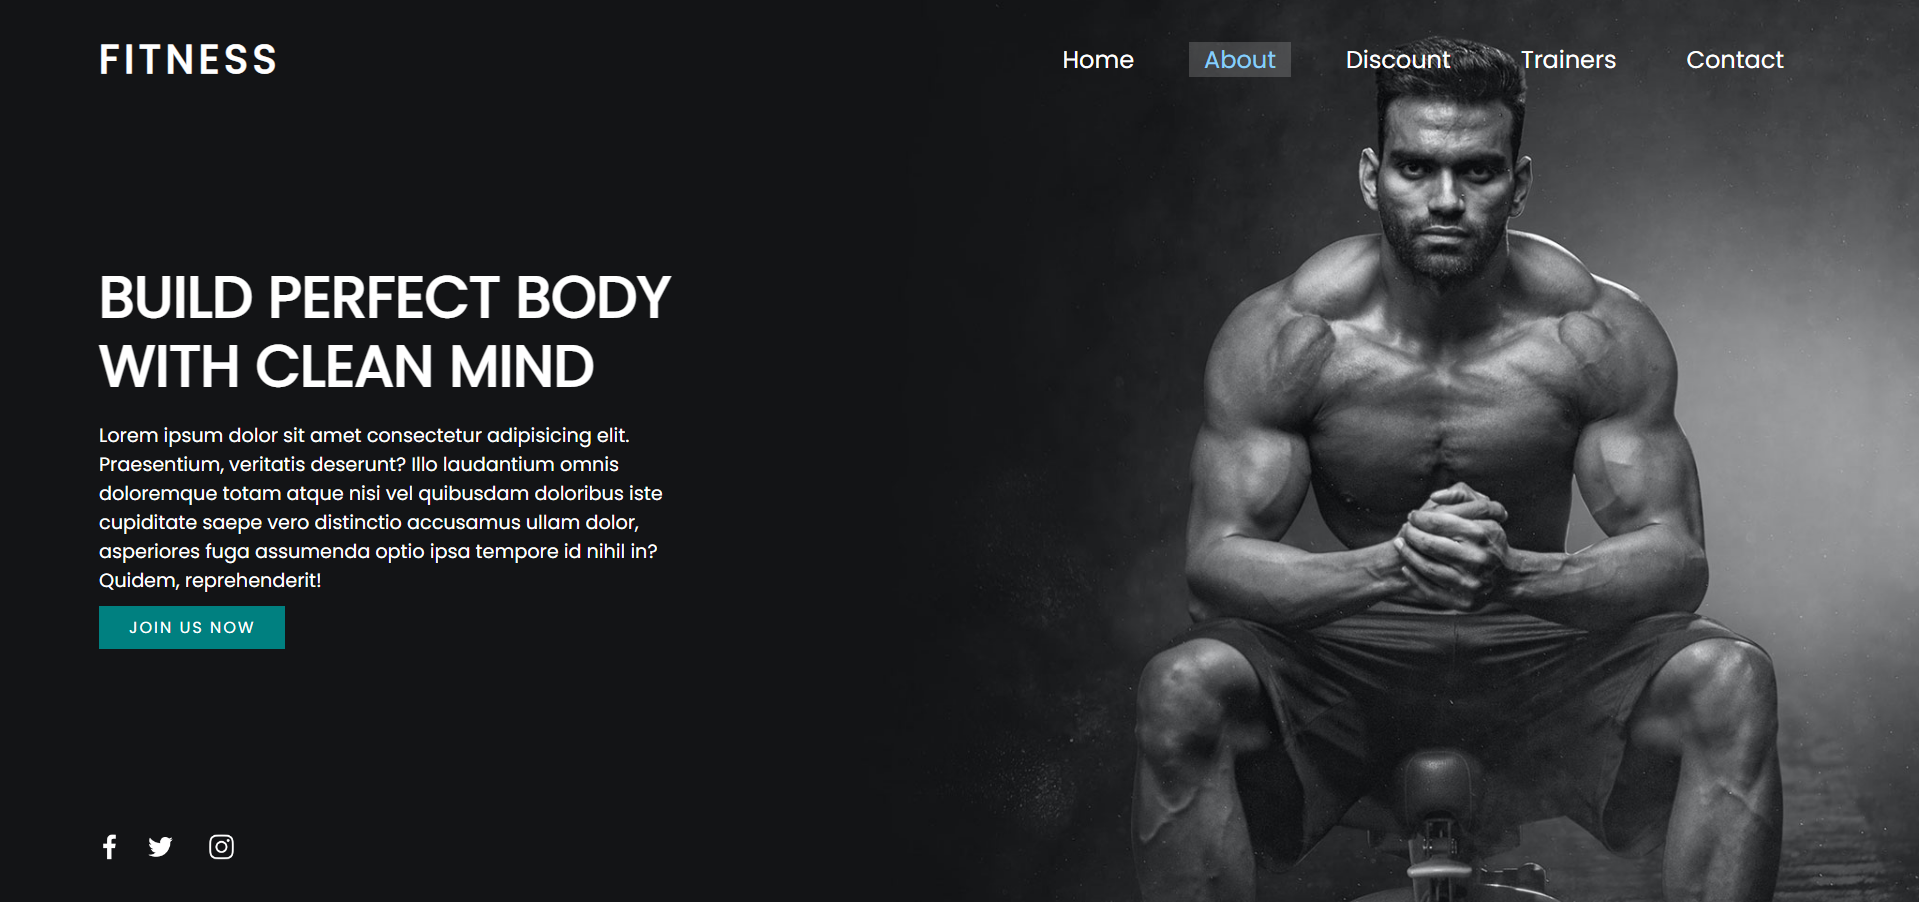 FITNESS
Home About Discount Trainers Contact
BUILD PERFECT BODY
WITH CLEAN MIND
Lorem ipsum dolor sit amet consectetur adipisicing elit.
Praesentium, veritatis deserunt? Illo laudantium omnis
doloremque totam atque nisi vel quibusdam doloribus iste
cupiditate saepe vero distinctio accusamus ullam dolor,
asperiores fuga assumenda optio ipsa tempore id nihil in?
Quidem, reprehenderit!
JOIN US NOW